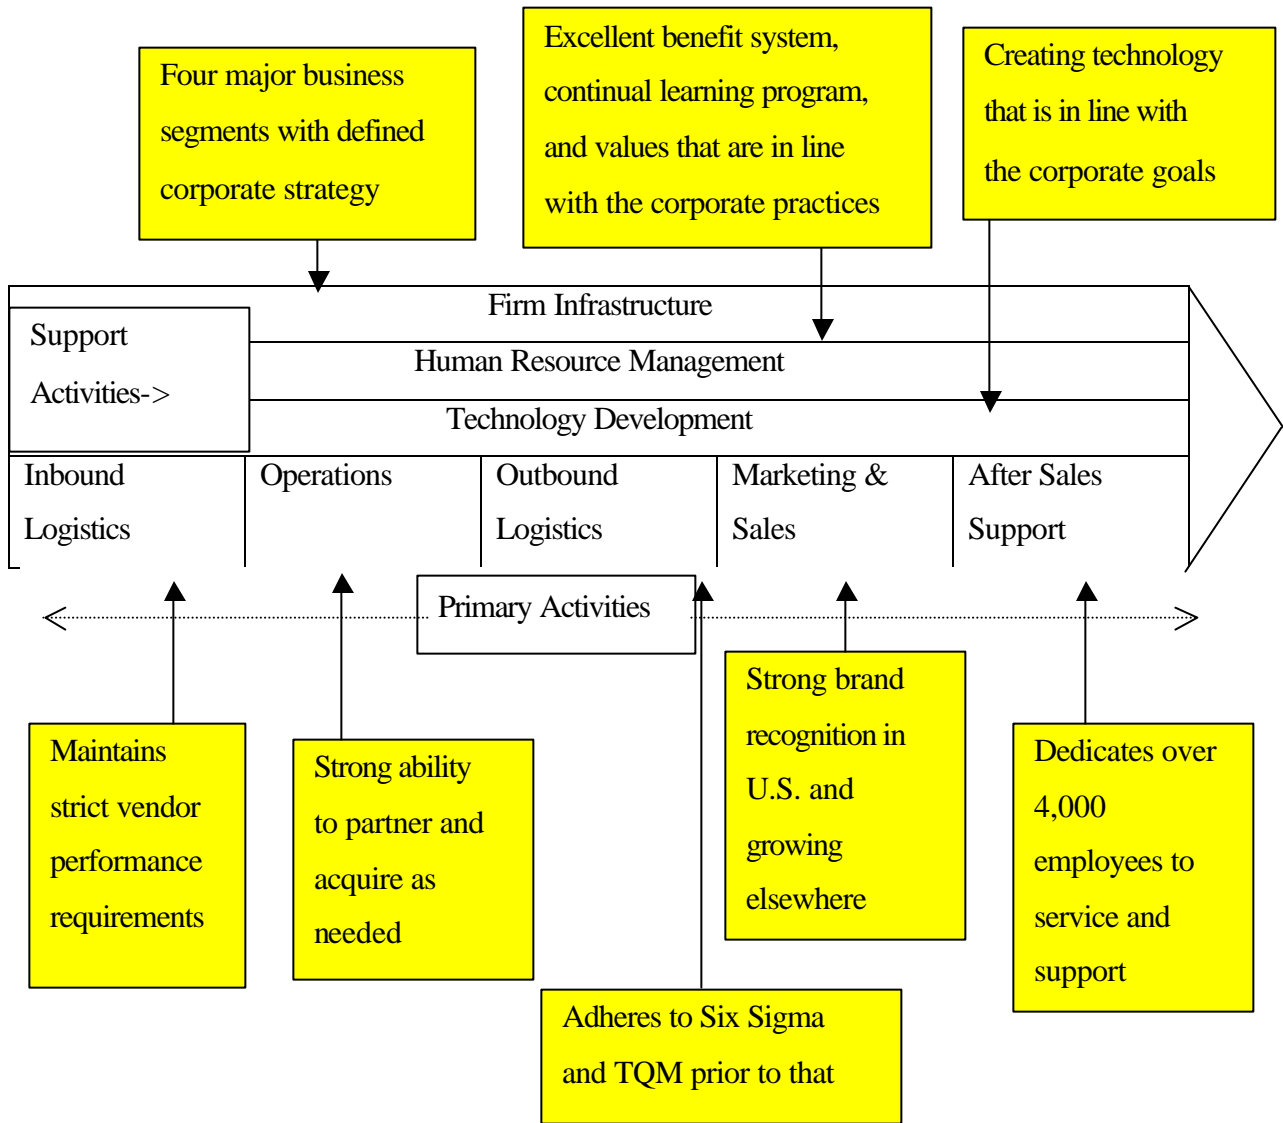 Four major business
segments with defined
corporate strategy
Excellent benefit system,
continual learning program,
and values that are in line
with the corporate practices
Creating technology
that is in line with
the corporate goals
Support
Activities->
Firm Infrastructure
Human Resource Management
Technology Development
Inbound
Logistics
Operations
Outbound
Logistics
Marketing &
Sales
After Sales
Support
Primary Activities
Maintains
strict vendor
performance
requirements
Strong ability
to partner and
acquire as
needed
Adheres to Six Sigma
and TQM prior to that
Strong brand
recognition in
U.S. and
growing
elsewhere
Dedicates over
4,000
employees to
service and
support